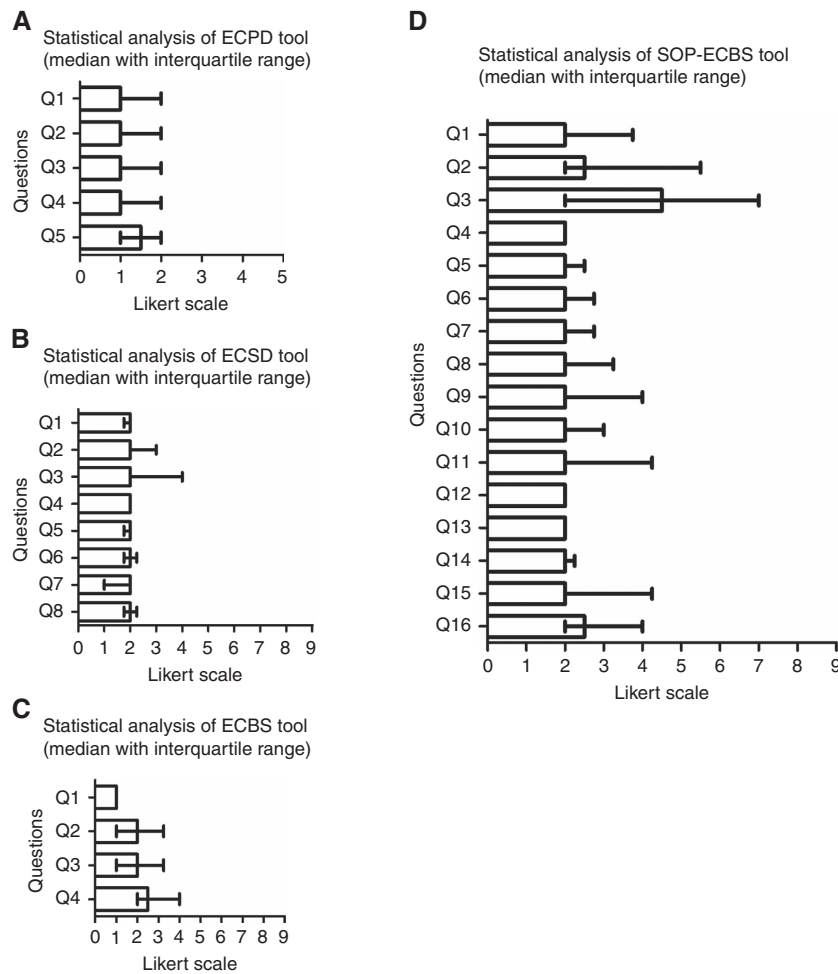 A
Statistical analysis of ECPD tool
(median with interquartile range)
Questions
Q1
Q2
Q3
Q4
Q5
0 1 2 3 4 5
Likert scale
B
Statistical analysis of ECSD tool
(median with interquartile range)
Questions
Q1
Q2
Q3
Q4
Q5
Q6
Q7
Q8
0 1 2 3 4 5 6 7 8 9
Likert scale
C
Statistical analysis of ECBS tool
(median with interquartile range)
Questions
Q1
Q2
Q3
Q4
0 1 2 3 4 5 6 7 8 9
Likert scale
D
Statistical analysis of SOP-ECBS tool
(median with interquartile range)
Questions
Q1
Q2
Q3
Q4
Q5
Q6
Q7
Q8
Q9
Q10
Q11
Q12
Q13
Q14
Q15
Q16
0 1 2 3 4 5 6 7 8 9
Likert scale